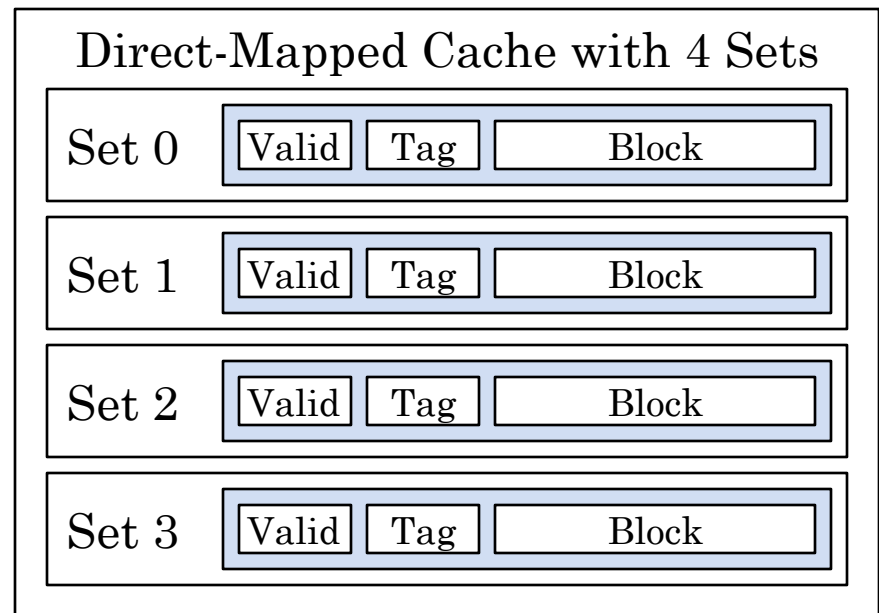 Direct-Mapped Cache with 4 Sets
Set 0 Valid Tag Block
Set 1 Valid Tag Block
Set 2 Valid Tag Block
Set 3 Valid Tag Block